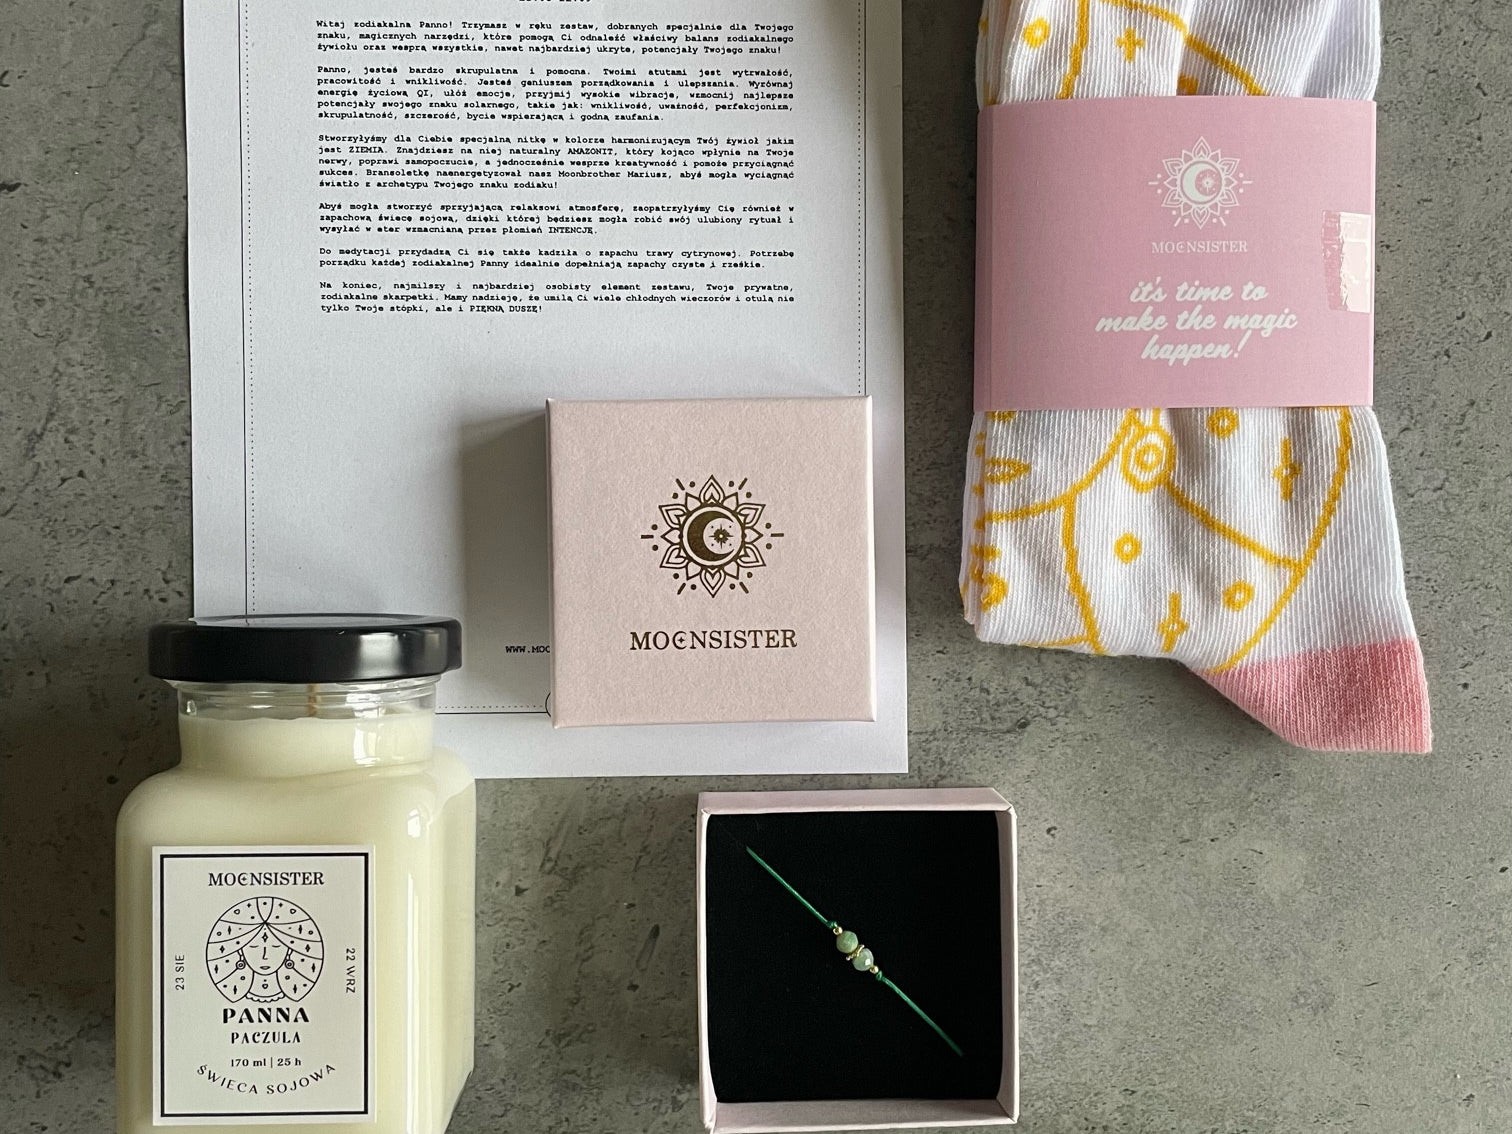 Witaj zodiakalna Panno! Trzymasz w ręku zestaw, dobranych specjalnie dla Twojego
znaku, magicznych narzędzi, które pomogą Ci odnaleźć właściwy balans zodiakalnego
żywiołu oraz wesprą wszystkie, nawet najbardziej ukryte, potencjały Twojego znaku!
Panno, jesteś bardzo skrupulatna i pomocna. Twoimi atutami jest wytrwałość,
pracowitość i wnikliwość. Jesteś geniuszem porządkowania i ulepszania. Wyrównaj
energię życiową QI, ułóż emocje, przyjmij wysokie wibracje, wzmocnij najlepsze
potencjały swojego znaku solarnego, takie jak: wnikliwość, uważność, perfekcjonizm,
skrupulatność, szczerość, bycie wspierającą i godną zaufania.
Stworzyłyśmy dla Ciebie specjalną nitkę w kolorze harmonizującym Twój żywioł jakim
jest ZIEMIA. Znajdziesz na niej naturalny AMAZONIT, który kojąco wpłynie na Twoje
nerwy, poprawi samopoczucie, a jednocześnie wesprze kreatywność i pomoże przyciągnąć
sukces. Bransoletkę naenergetyzował nasz Moonbrother Mariusz, abyś mogła wyciągnąć
światło z archetypu Twojego znaku zodiaku!
Abyś mogła stworzyć sprzyjającą relaksowi atmosferę, zaopatrzyłyśmy Cię również w
zapachową świecę sojową, dzięki której będziesz mogła robić swój ulubiony rytuał i
wysyłać w eter wzmacnianą przez płomień INTENCJĘ.
Do medytacji przydadzą Ci się także kadzidła o zapachu trawy cytrynowej. Potrzebę
porządku każdej zodiakalnej Panny idealnie dopełniają zapachy czyste i rześkie.
Na koniec, najmilszy i najbardziej osobisty element zestawu, Twoje prywatne,
zodiakalne skarpetki. Mamy nadzieję, że umilą Ci wiele chłodnych wieczorów i otulą nie
tylko Twoje stópki, ale i PIĘKNĄ DUSZĘ!
WWW.MOO
MOONSISTER
it's time to
make the magic
happen!
MOONSISTER
MOONSISTER
23 SIE
22 WRZ
PANNA
PACZULA
170 ml | 25 h
ŚWIECA SOJOWA